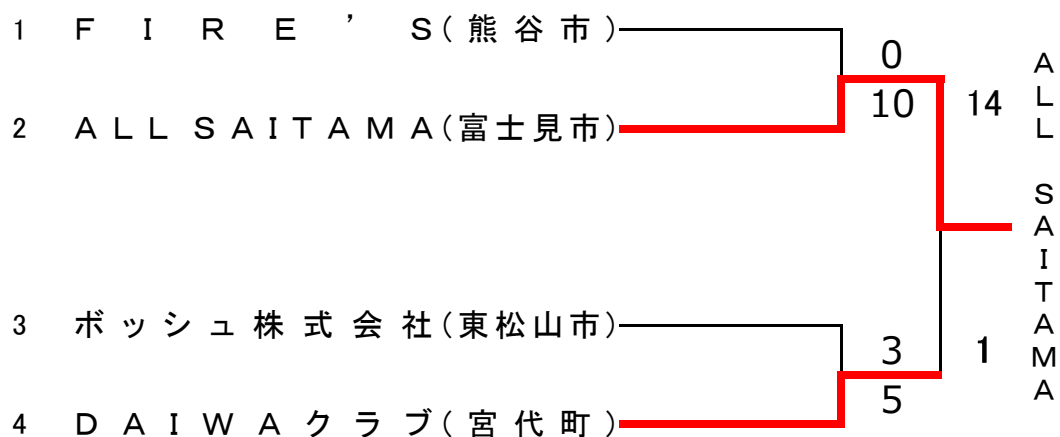 1 ＦＩＲＥ’Ｓ(熊谷市)
0
10
14
2 ＡＬＬ ＳＡＩＴＡＭＡ(富士見市)
ＡＬＬ ＳＡＩＴＡＭＡ
3 ボッシュ株式会社(東松山市)
3
5
1
4 ＤＡＩＷＡクラブ(宮代町)